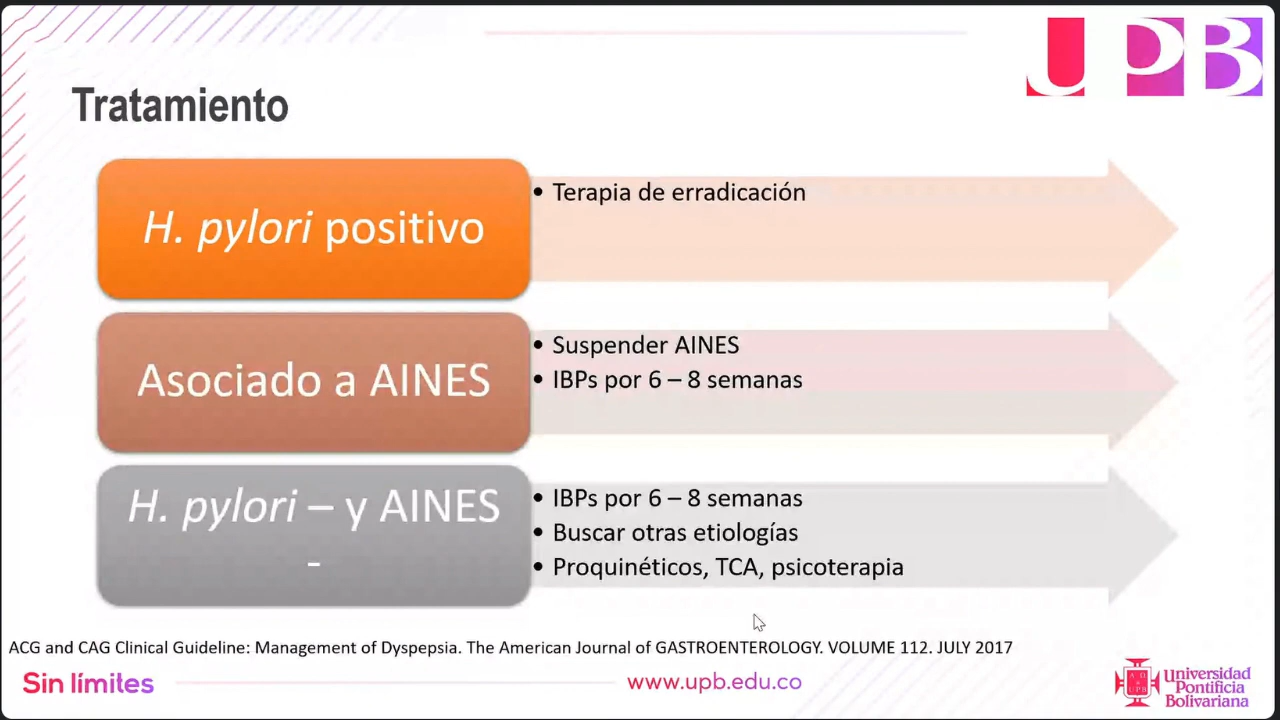 UPB
Tratamiento
H. pylori positivo
• Terapia de erradicación
Asociado a AINES
• Suspender AINES
• IBPs por 6 – 8 semanas
H. pylori – y AINES
-
• IBPs por 6 – 8 semanas
• Buscar otras etiologías
• Proquinéticos, TCA, psicoterapia
ACG and CAG Clinical Guideline: Management of Dyspepsia. The American Journal of GASTROENTEROLOGY. VOLUME 112. JULY 2017
Sin límites
www.upb.edu.co
Universidad
Pontificia
Bolivariana